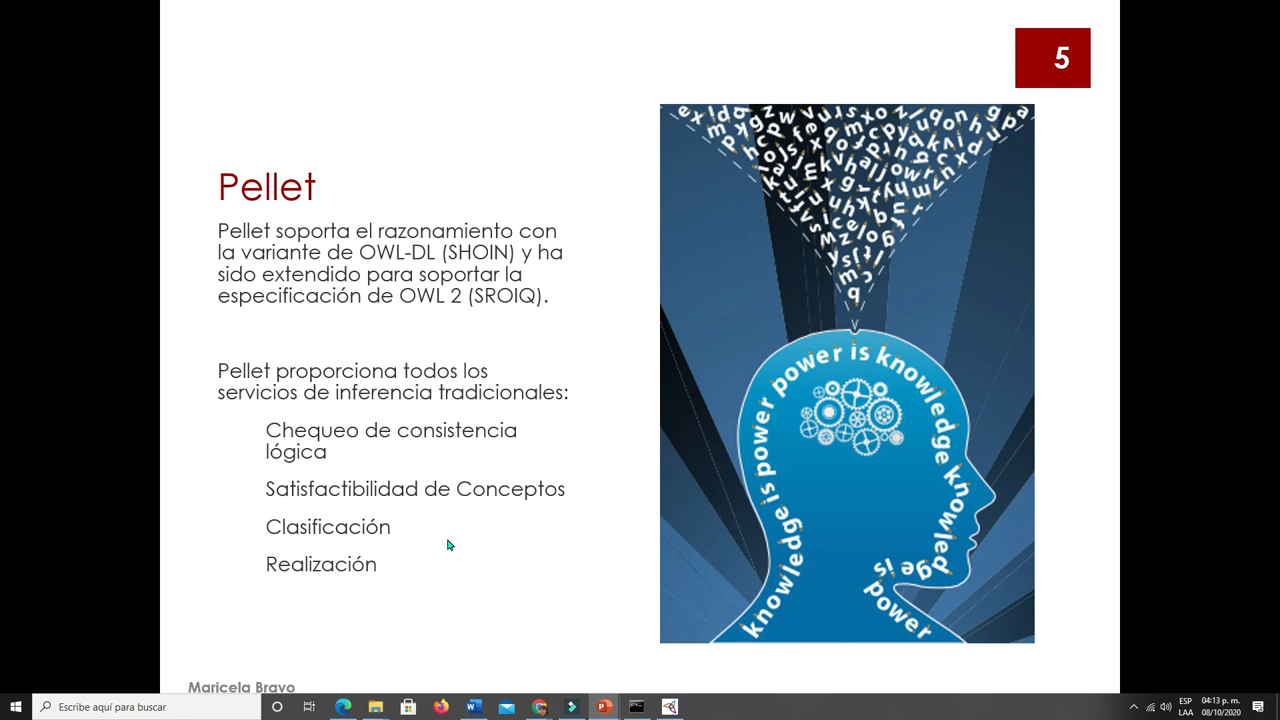 5
Pellet
Pellet soporta el razonamiento con
la variante de OWL-DL (SHOIN) y ha
sido extendido para soportar la
especificación de OWL 2 (SROIQ).
Pellet proporciona todos los
servicios de inferencia tradicionales:
Chequeo de consistencia
lógica
Satisfactibilidad de Conceptos
Clasificación
Realización
knowledge is power power is knowledge knowledge is
power
Maricela Bravo
Escribe aquí para buscar
ESP
LAA
04:13 p. m.
08/10/2020